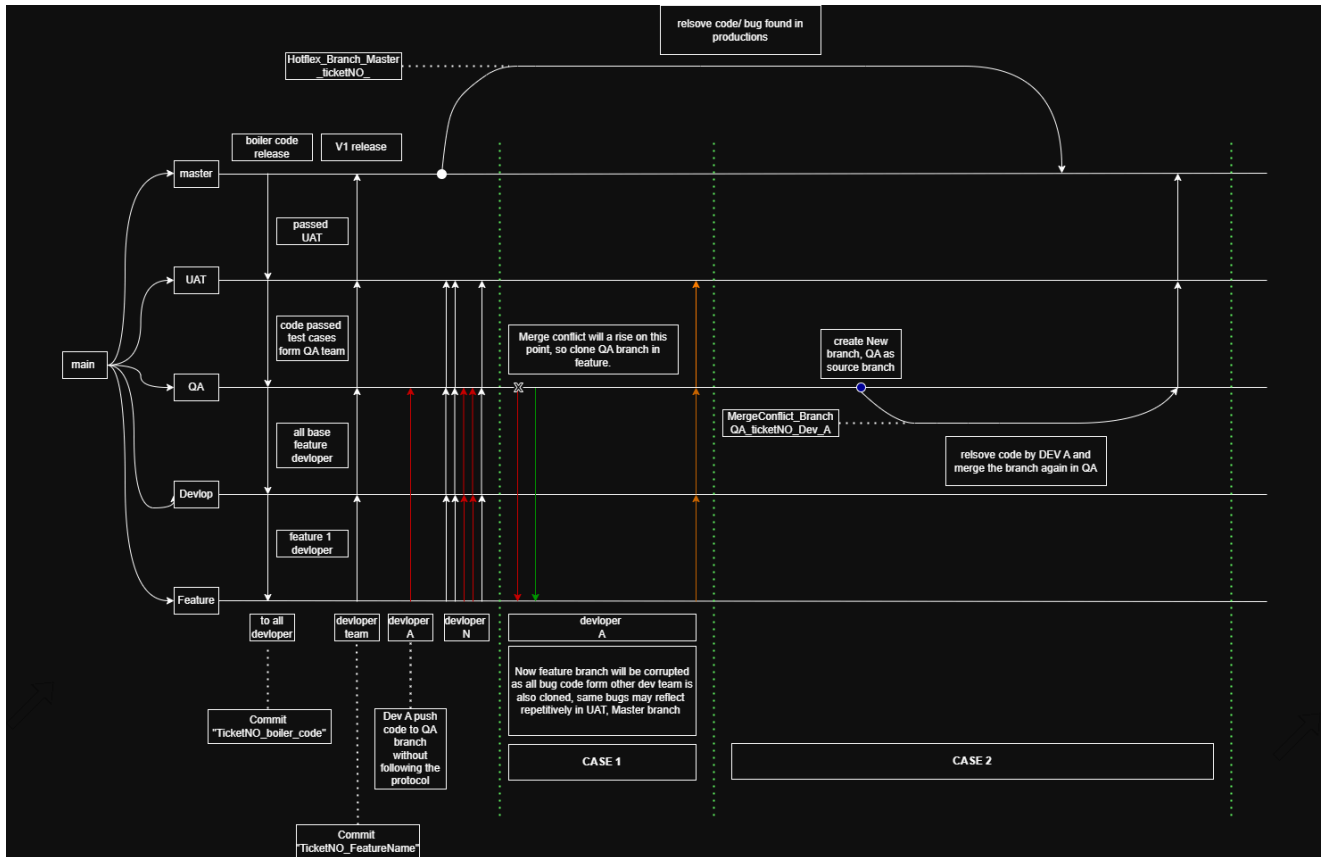 relsove code/ bug found in
productions
Hotflex_Branch_Master
_ticketNO_
boiler code
release
V1 release
master
passed
UAT
UAT
code passed
test cases
form QA team
Merge conflict will a rise on this
point, so clone QA branch in
feature.
create New
branch, QA as
source branch
main
QA
X
MergeConflict_Branch
QA_ticketNO_Dev_A
all base
feature
devloper
relsove code by DEV A and
merge the branch again in QA
Devlop
feature 1
devloper
Feature
to all
devloper
devloper
team
devloper
A
devloper
N
devloper
A
Now feature branch will be corrupted
as all bug code form other dev team is
also cloned, same bugs may reflect
repetitively in UAT, Master branch
Commit
"TicketNO_boiler_code"
Dev A push
code to QA
branch
without
following the
protocol
CASE 1
CASE 2
Commit
"TicketNO_FeatureName"